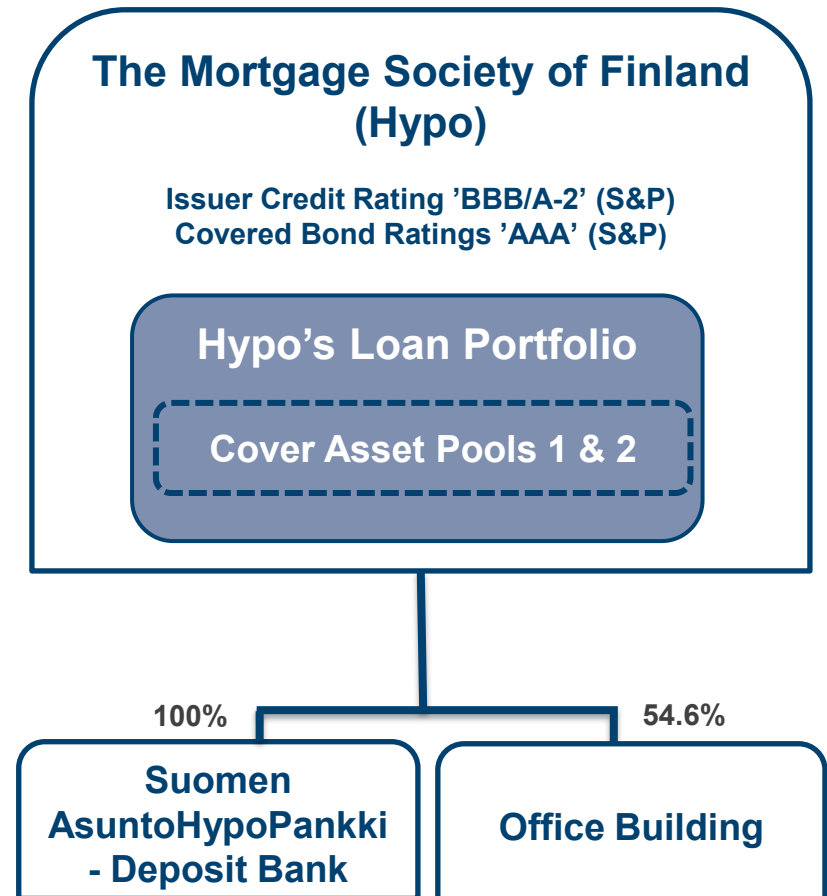 The Mortgage Society of Finland
(Hypo)
Issuer Credit Rating ’BBB/A-2’ (S&P)
Covered Bond Ratings ’AAA’ (S&P)
Hypo’s Loan Portfolio
Cover Asset Pools 1 & 2
100%
54.6%
Suomen
AsuntoHypoPankki
- Deposit Bank
Office Building